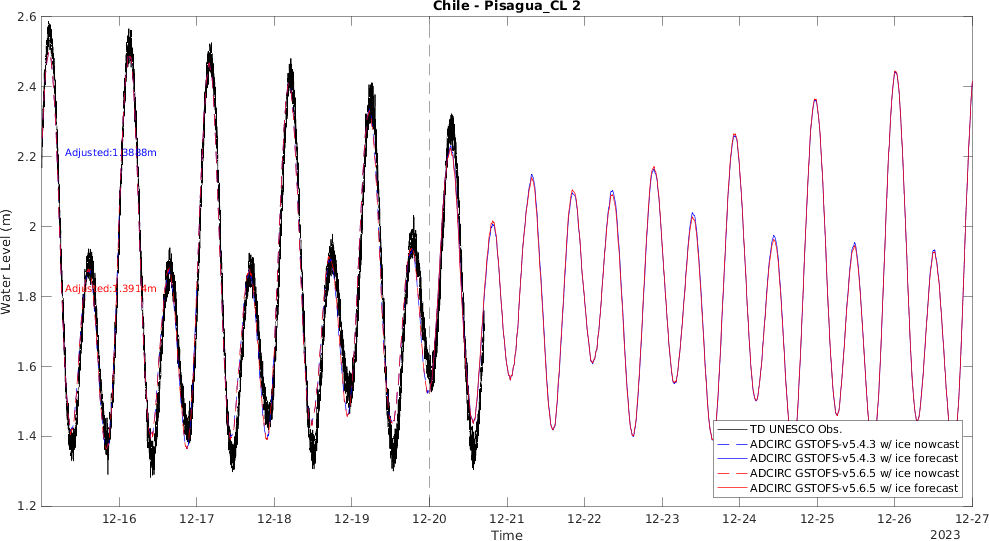 Chile - Pisagua_CL 2
2.6
2.4
2.2
2
1.8
1.6
1.4
1.2
Water Level (m)
Adjusted:1.3888m
Adjusted:1.3914m
TD UNESCO Obs.
ADCIRC GSTOFS-v5.4.3 w/ ice nowcast
ADCIRC GSTOFS-v5.4.3 w/ ice forecast
ADCIRC GSTOFS-v5.6.5 w/ ice nowcast
ADCIRC GSTOFS-v5.6.5 w/ ice forecast
12-16 12-17 12-18 12-19 12-20 12-21 12-22 12-23 12-24 12-25 12-26 12-27
Time
2023